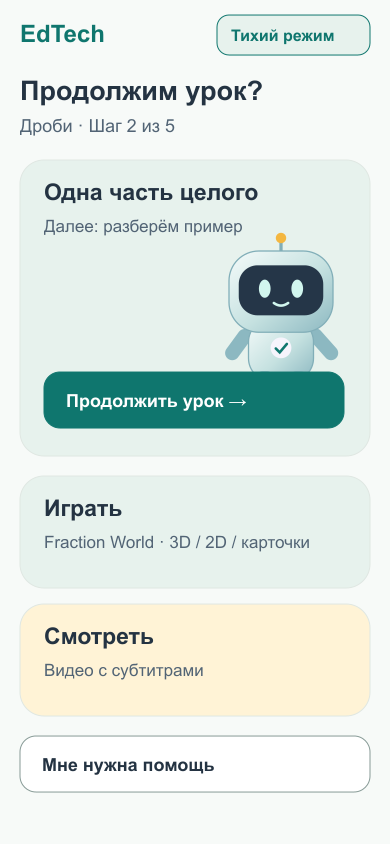 EdTech
Тихий режим
Продолжим урок?
Дроби · Шаг 2 из 5
Одна часть целого
Далее: разберём пример
Продолжить урок →
Играть
Fraction World · 3D / 2D / карточки
Смотреть
Видео с субтитрами
Мне нужна помощь